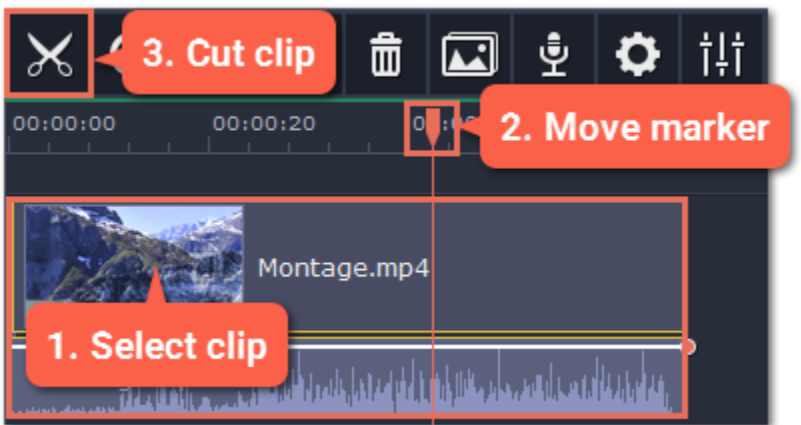 3. Cut clip
00:00:00
00:00:20
2. Move marker
Montage.mp4
1. Select clip